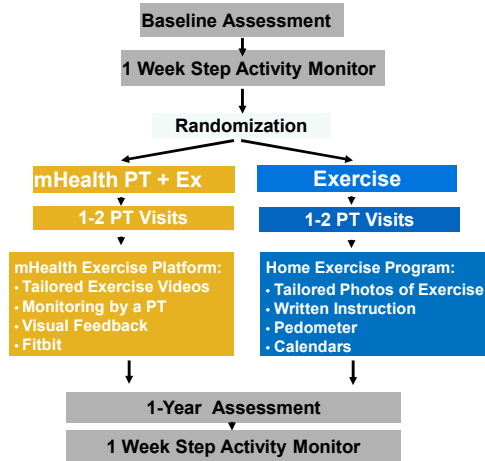 Baseline Assessment
1 Week Step Activity Monitor
Randomization
mHealth PT + Ex
Exercise
1-2 PT Visits
1-2 PT Visits
mHealth Exercise Platform:
• Tailored Exercise Videos
• Monitoring by a PT
• Visual Feedback
• Fitbit
Home Exercise Program:
• Tailored Photos of Exercise
• Written Instruction
• Pedometer
• Calendars
1-Year Assessment
1 Week Step Activity Monitor